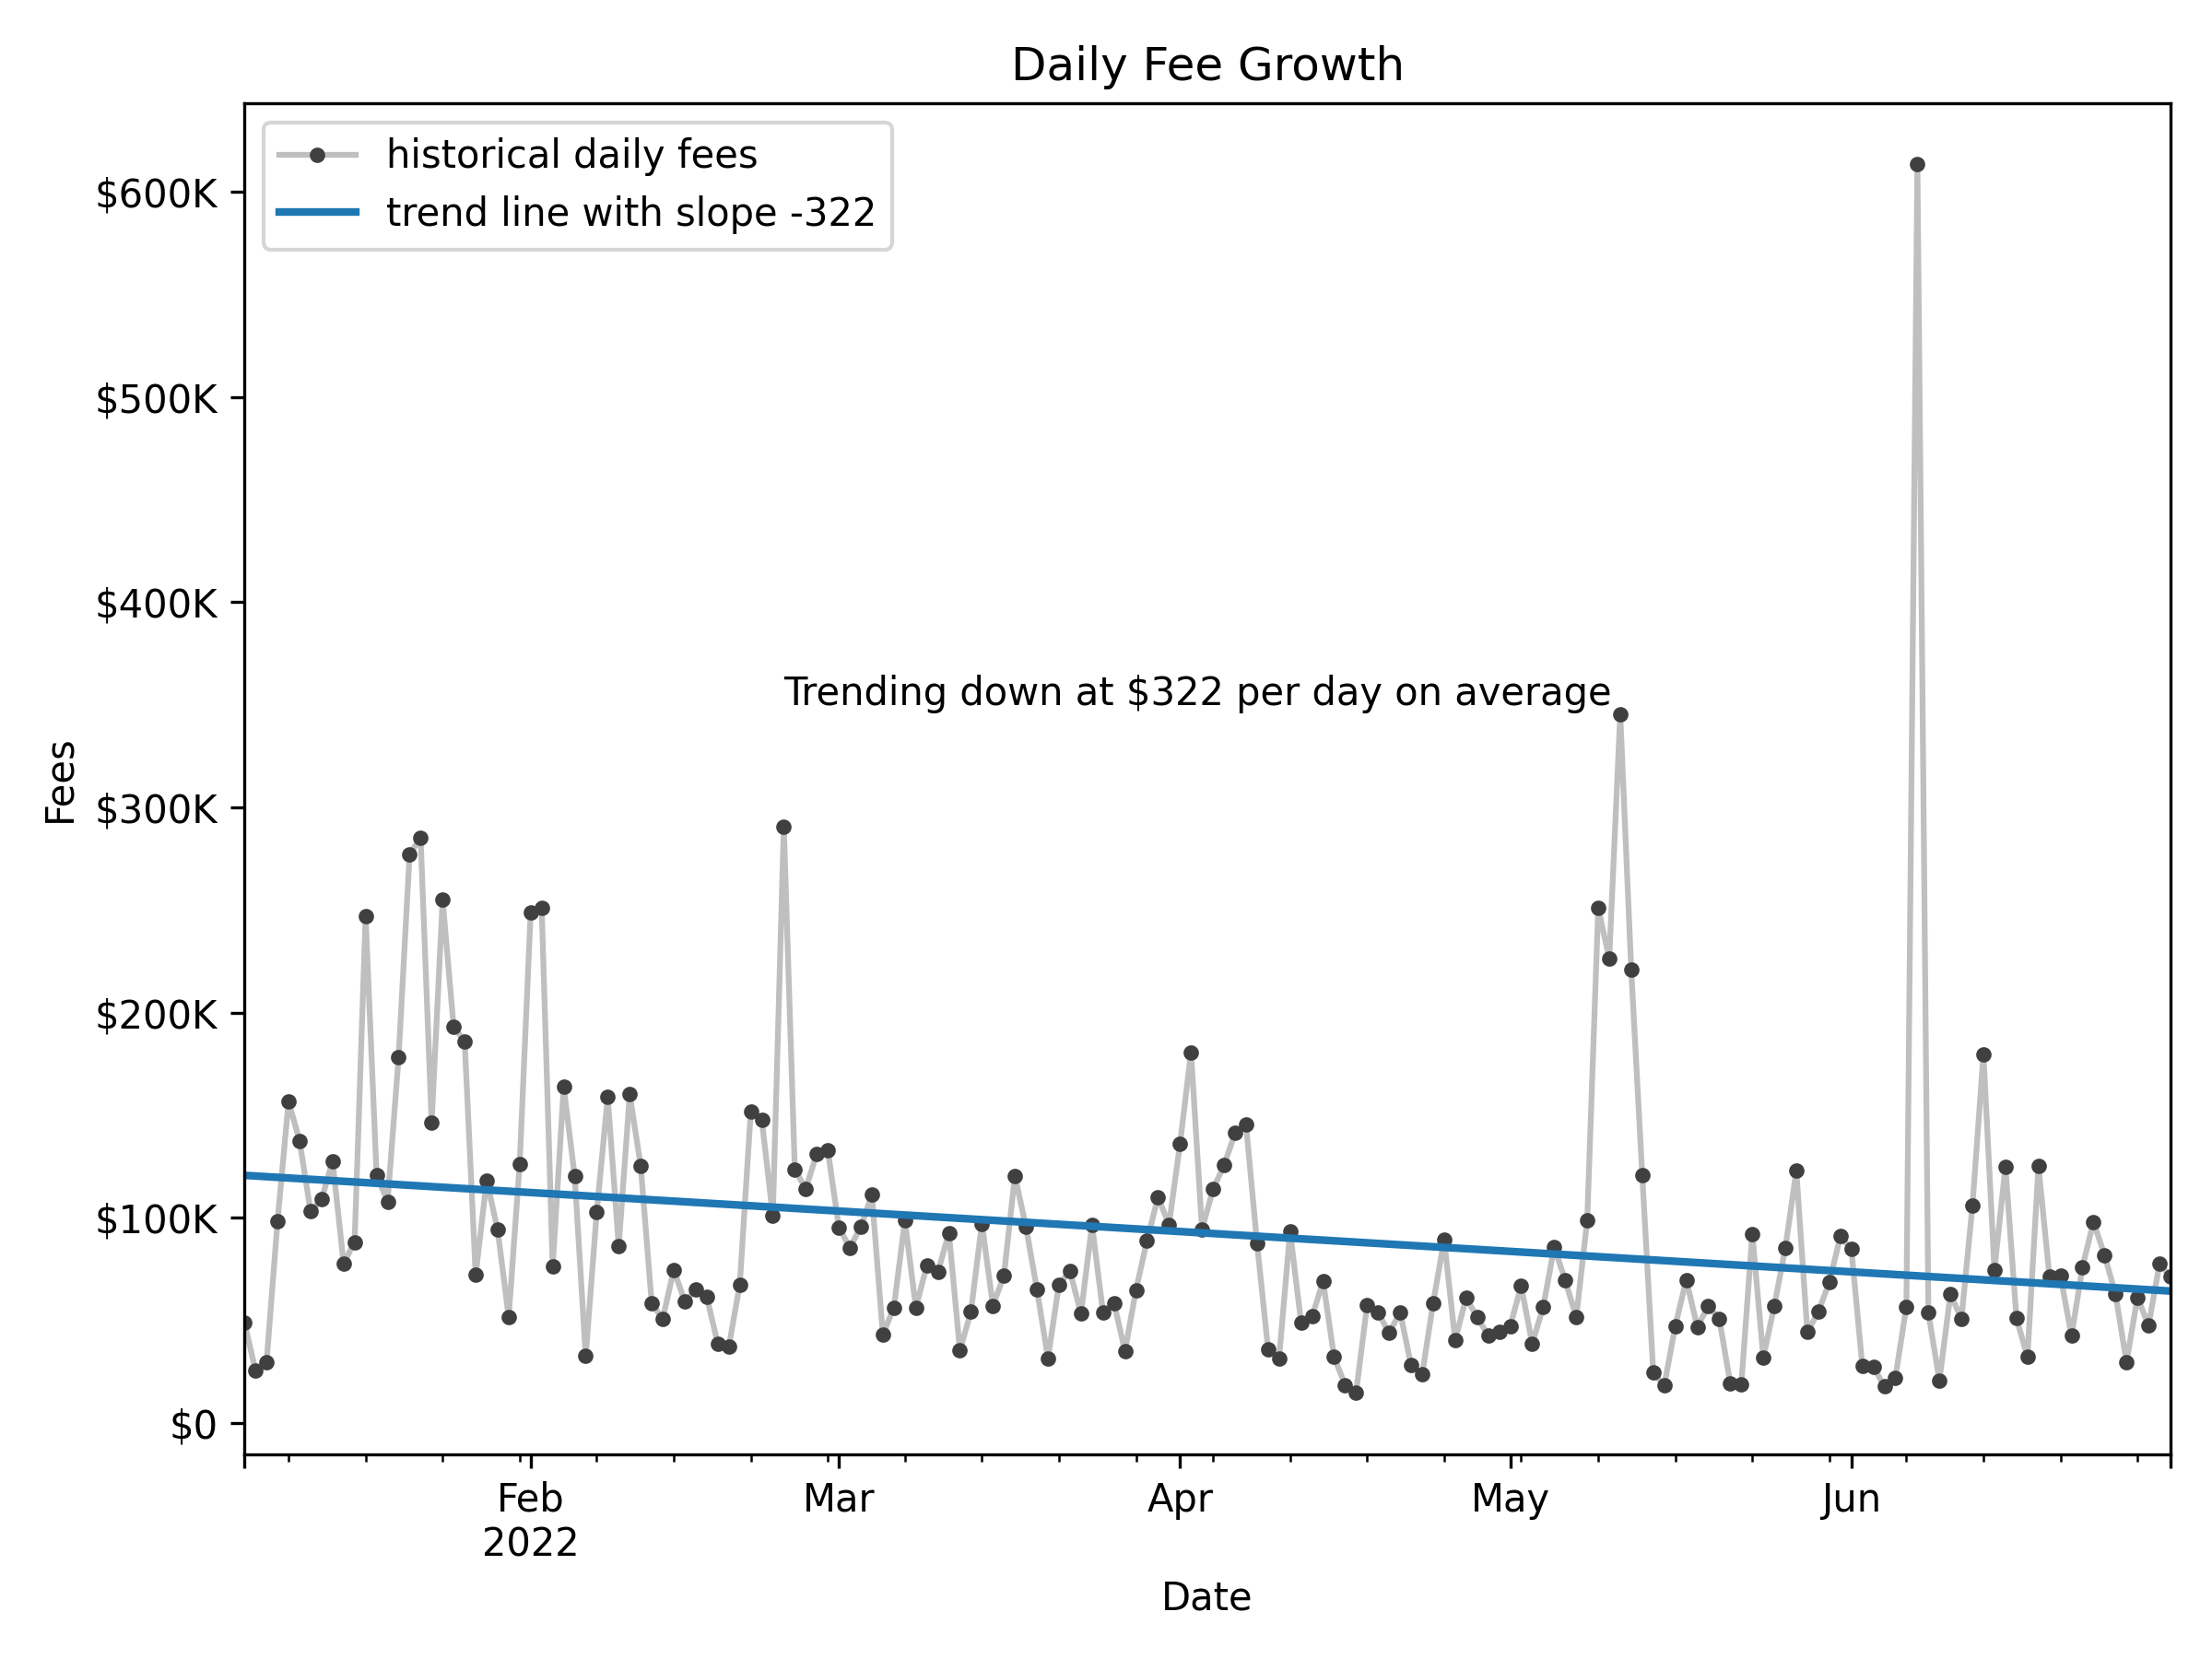 Daily Fee Growth
historical daily fees
trend line with slope -322
$600K
$500K
$400K
Trending down at $322 per day on average
Fees
$300K
$200K
$100K
$0
Feb
2022
Mar
Apr
May
Jun
Date